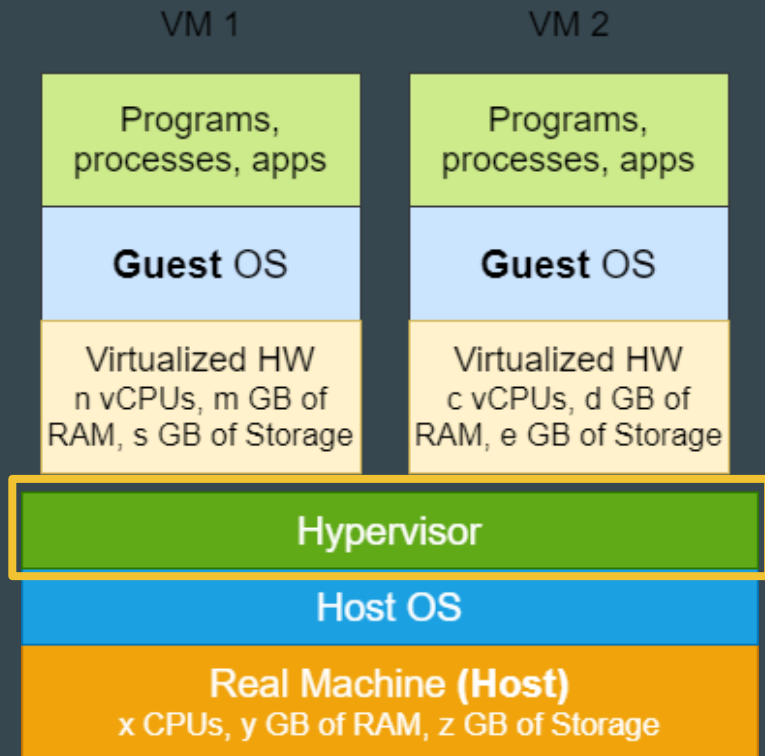 VM 1
VM 2
Programs,
processes, apps
Programs,
processes, apps
Guest OS
Guest OS
Virtualized HW
n vCPUs, m GB of
RAM, s GB of Storage
Virtualized HW
c vCPUs, d GB of
RAM, e GB of Storage
Hypervisor
Host OS
Real Machine (Host)
x CPUs, y GB of RAM, z GB of Storage